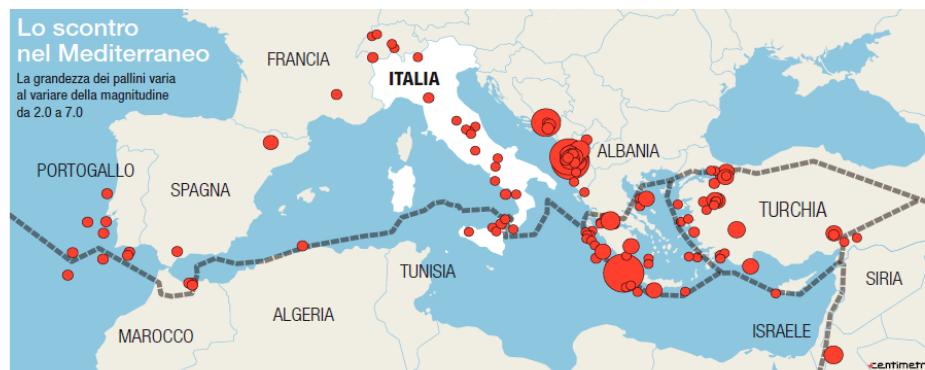 Lo scontro
nel Mediterraneo
La grandezza dei pallini varia
al variare della magnitudine
da 2.0 a 7.0
FRANCIA
ITALIA
PORTOGALLO
SPAGNA
ALBANIA
TURCHIA
TUNISIA
SIRIA
ALGERIA
MAROCCO
ISRAELE
centimetri